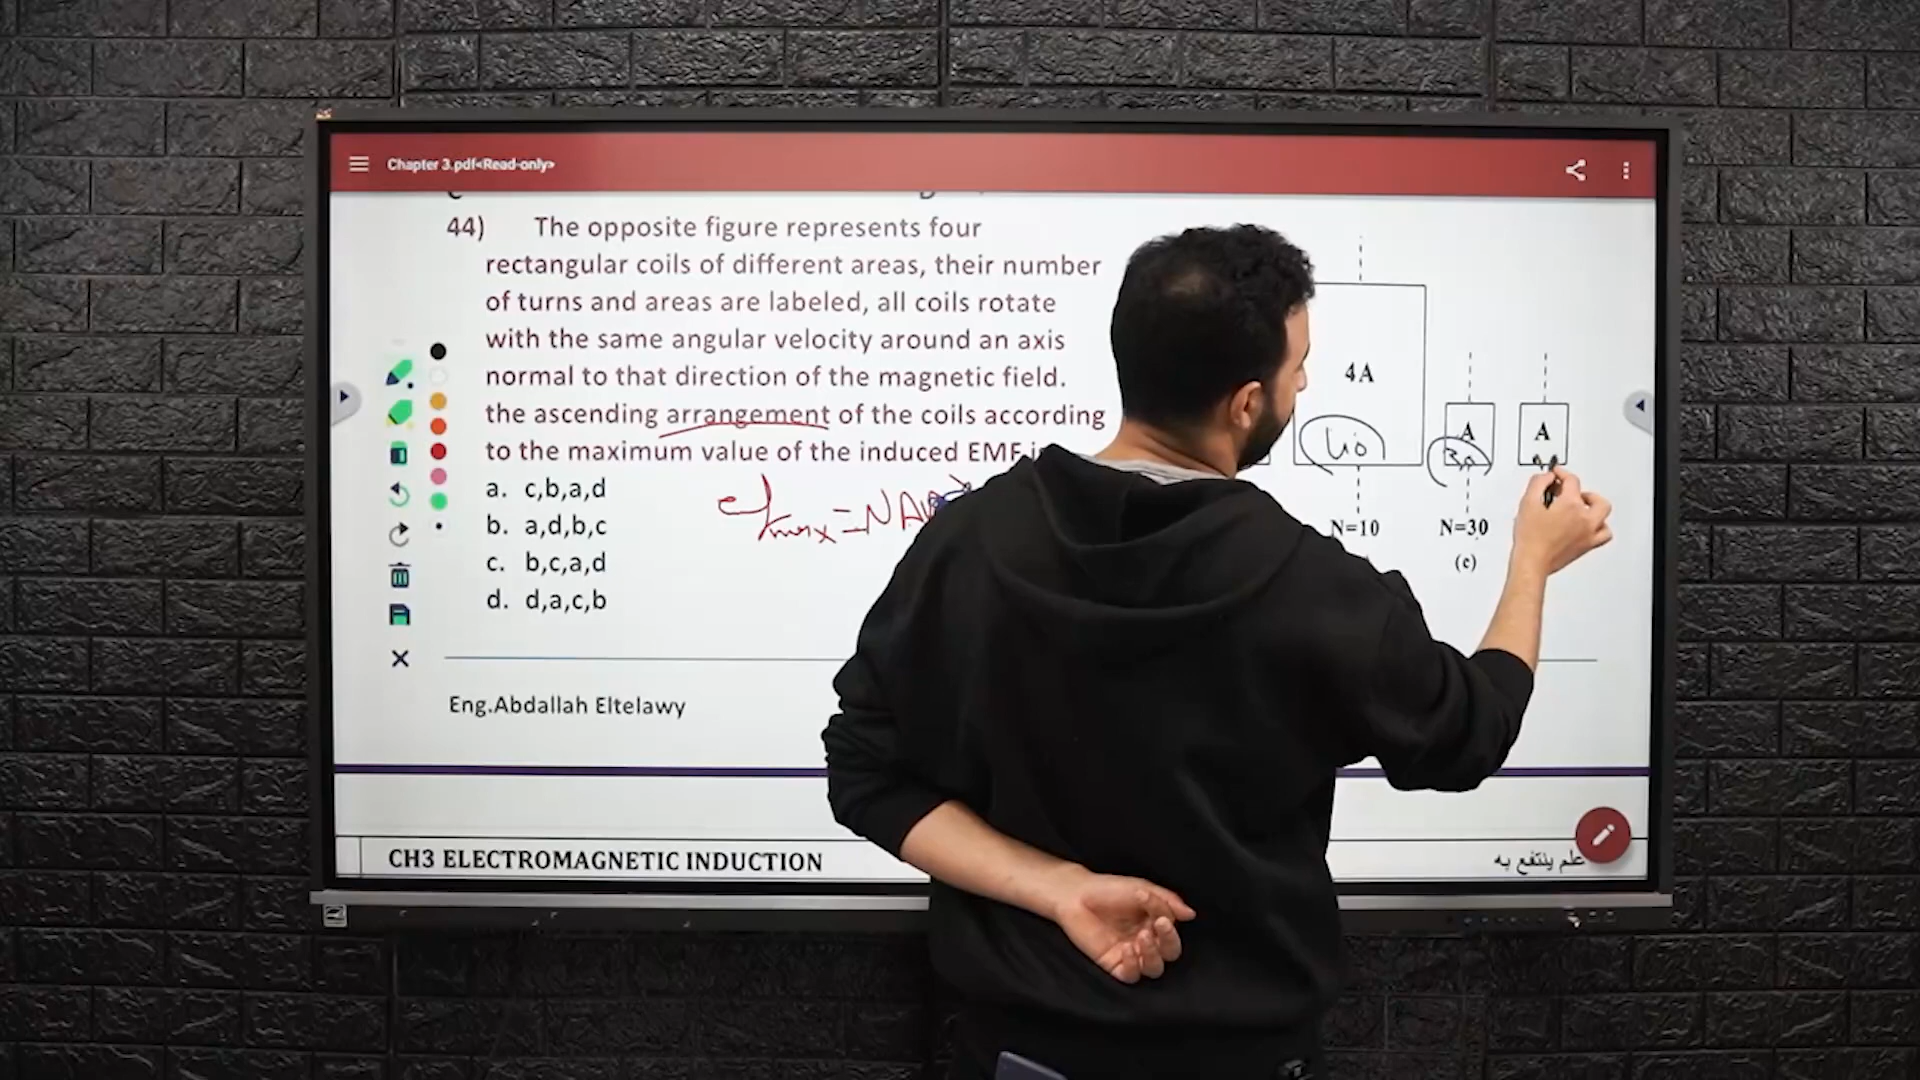 Chapter 3.pdf<Read-only>
44) The opposite figure represents four
rectangular coils of different areas, their number
of turns and areas are labeled, all coils rotate
with the same angular velocity around an axis
normal to that direction of the magnetic field.
the ascending arrangement of the coils according
to the maximum value of the induced EMF
a. c,b,a,d
b. a,d,b,c
c. b,c,a,d
d. d,a,c,b
4A
40
A
30
A
N=10
N=30
(c)
Eng.Abdallah Eltelawy
CH3 ELECTROMAGNETIC INDUCTION
علم ينتفع به